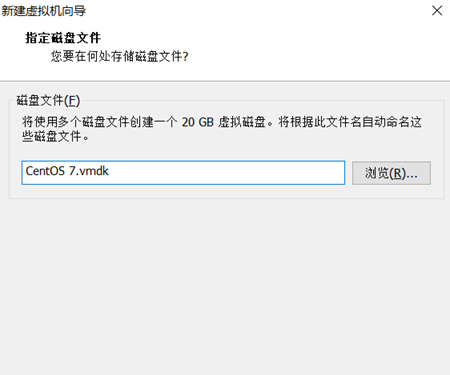 新建虚拟机向导
指定磁盘文件
您要在何处存储磁盘文件?
磁盘文件(F)
将使用多个磁盘文件创建一个 20 GB 虚拟磁盘。将根据此文件名自动命名这
些磁盘文件。
CentOS 7.vmdk
浏览(R)...